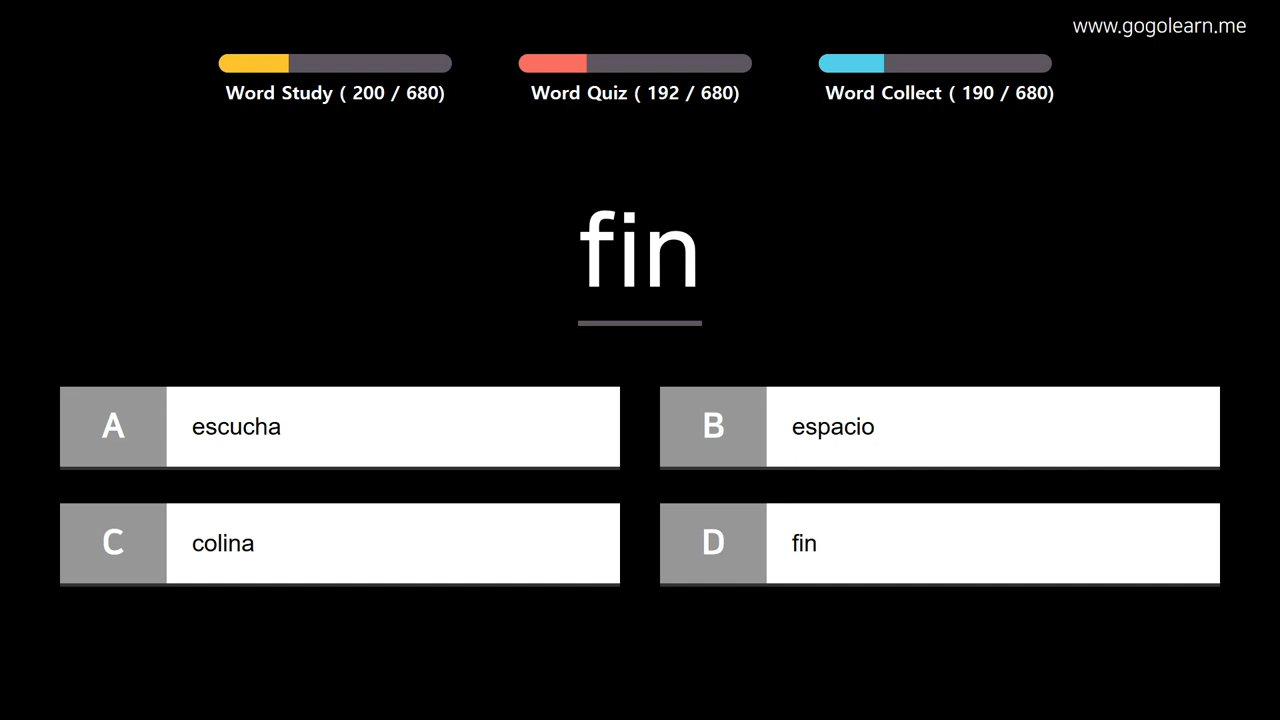 www.gogolearn.me
Word Study ( 200 / 680)
Word Quiz ( 192 / 680)
Word Collect ( 190 / 680)
fin
A escucha
B espacio
C colina
D fin